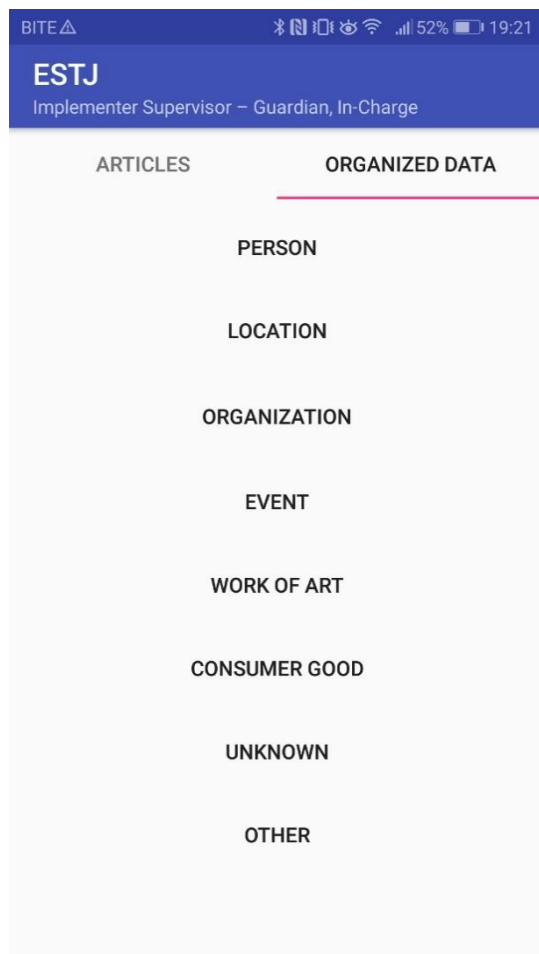 BITE 52% 19:21
ESTJ
Implementer Supervisor – Guardian, In-Charge
ARTICLES ORGANIZED DATA
PERSON
LOCATION
ORGANIZATION
EVENT
WORK OF ART
CONSUMER GOOD
UNKNOWN
OTHER